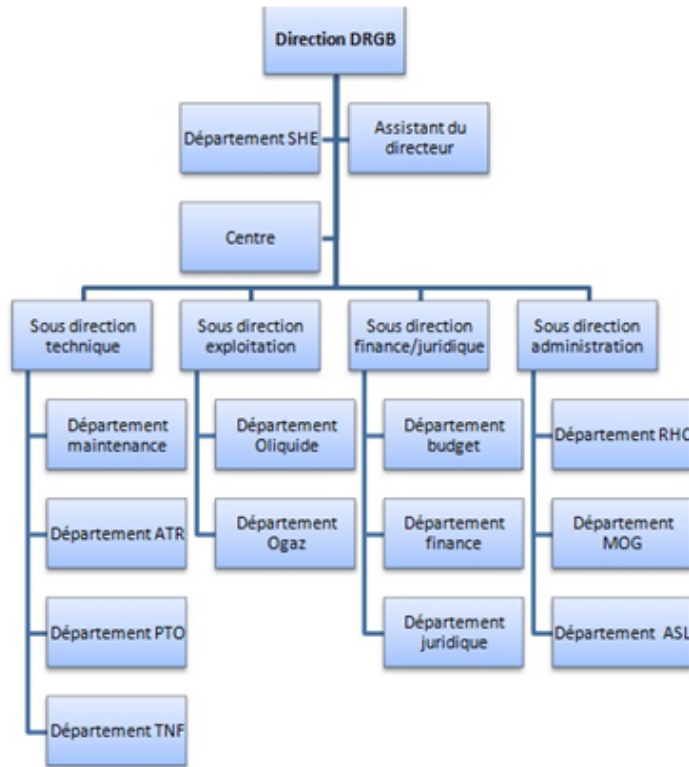 Direction DRGB
Département SHE
Assistant du
directeur
Centre
Sous direction
technique
Sous direction
exploitation
Sous direction
finance/juridique
Sous direction
administration
Département
maintenance
Département ATR
Département PTO
Département TNF
Département
Oliquide
Département
Ogaz
Département
budget
Département
finance
Département
juridique
Département RHC
Département
MOG
Département ASL